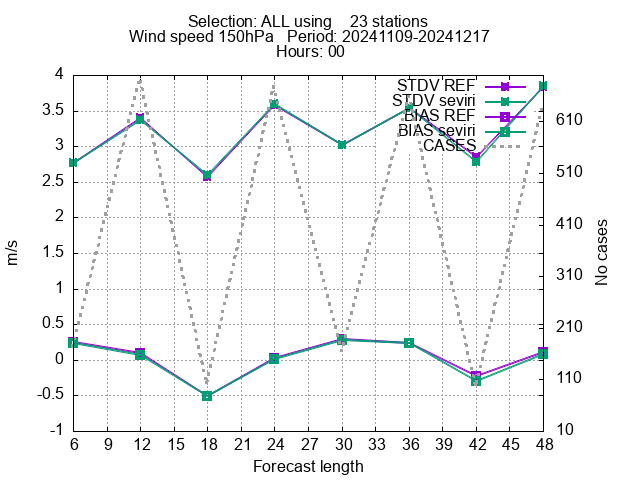 Selection: ALL using    23 stations
Wind speed 150hPa   Period: 20241109-20241217
Hours: 00
STDV REF
STDV seviri
BIAS REF
BIAS seviri
CASES
4
3.5
3
2.5
2
1.5
1
0.5
0
-0.5
-1
m/s
610
510
410
310
210
110
10
No cases
6 12 15 18 21 24 27 30 33 36 39 42 45 48
Forecast length